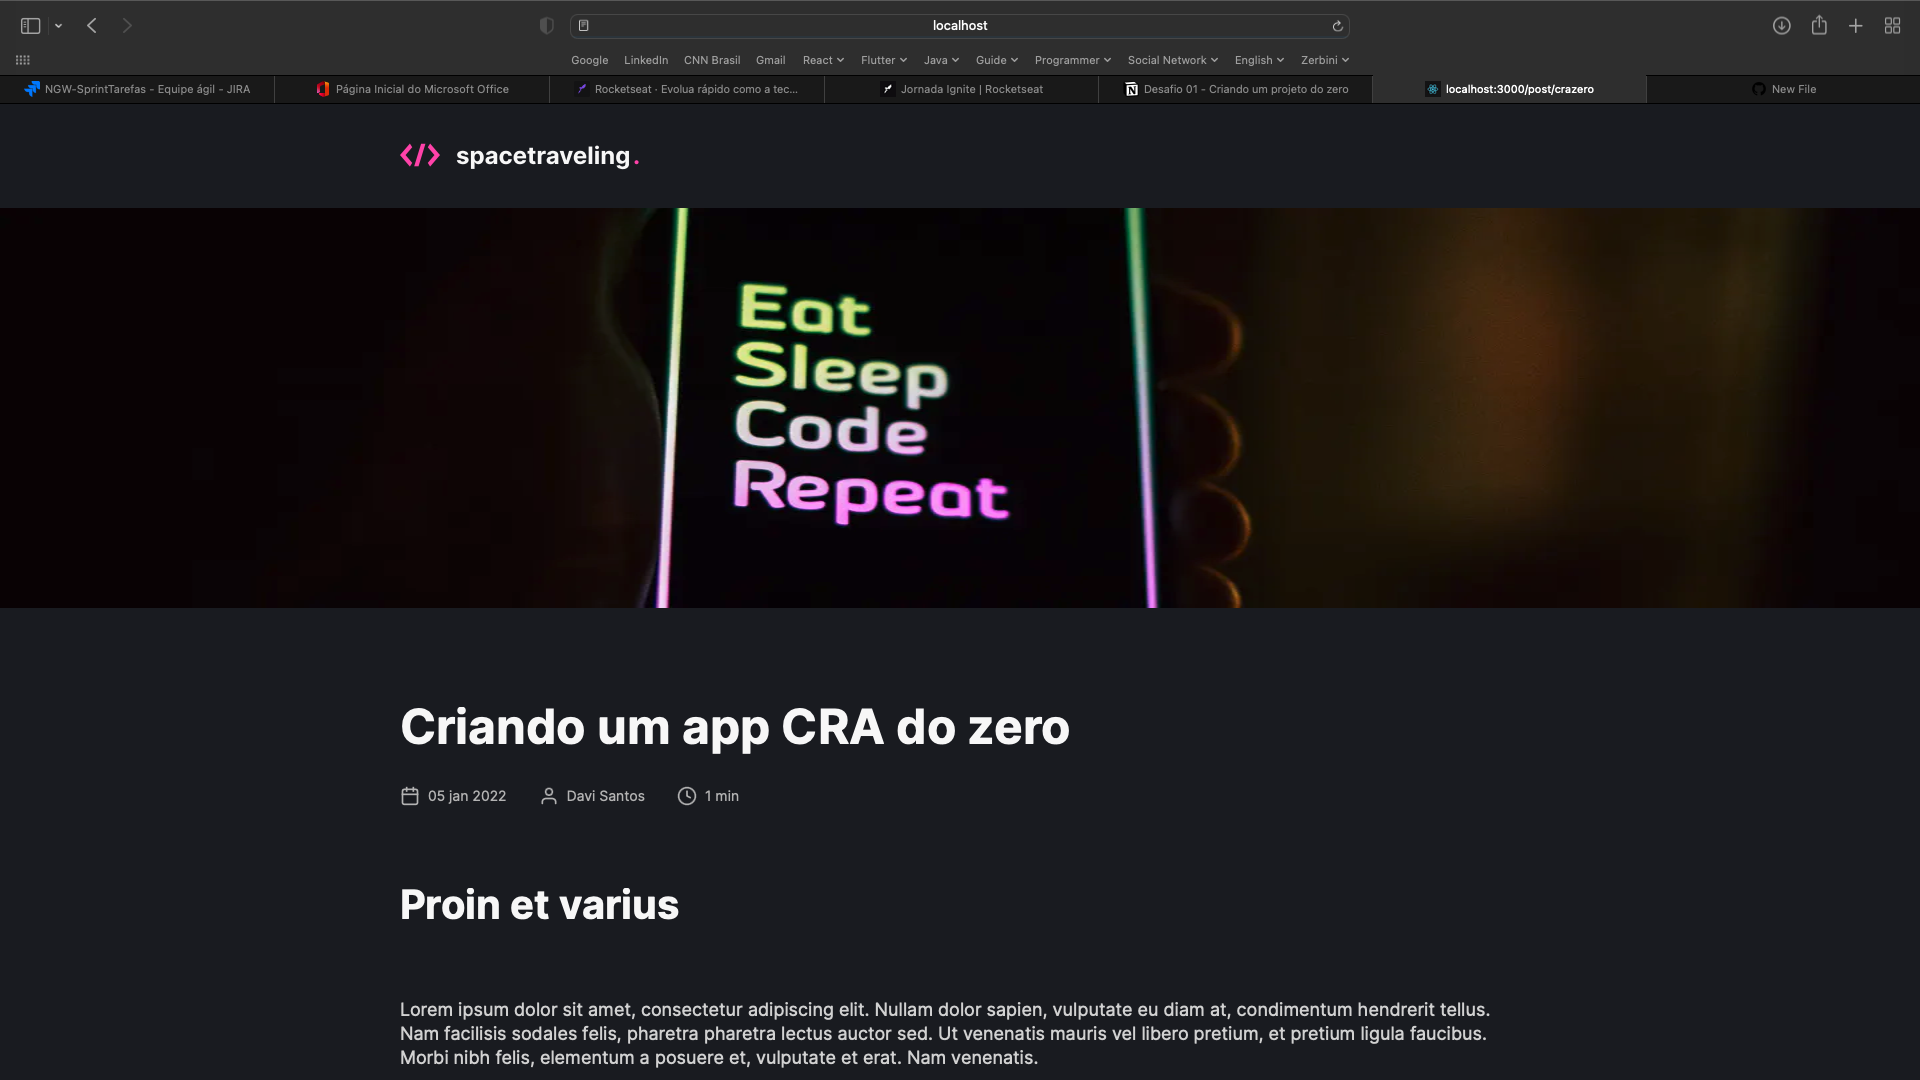 localhost
Google LinkedIn CNN Brasil Gmail React Flutter Java Guide Programmer Social Network English Zerbini
NGW-SprintTarefas - Equipe ágil - JIRA Página Inicial do Microsoft Office Rocketseat · Evolua rápido como a tec... Jornada Ignite | Rocketseat Desafio 01 - Criando um projeto do zero localhost:3000/post/crazero New File
</> spacetraveling.
Eat
Sleep
Code
Repeat
Criando um app CRA do zero
05 jan 2022 Davi Santos 1 min
Proin et varius
Lorem ipsum dolor sit amet, consectetur adipiscing elit. Nullam dolor sapien, vulputate eu diam at, condimentum hendrerit tellus.
Nam facilisis sodales felis, pharetra pharetra lectus auctor sed. Ut venenatis mauris vel libero pretium, et pretium ligula faucibus.
Morbi nibh felis, elementum a posuere et, vulputate et erat. Nam venenatis.